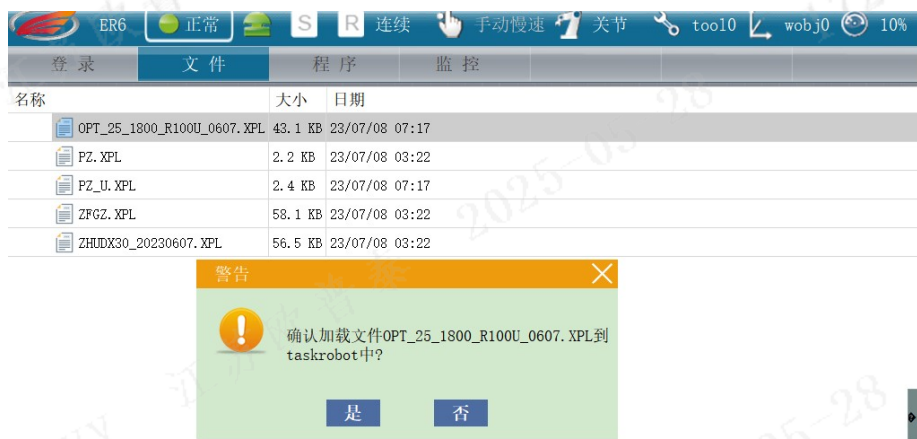 ER6 正常 S R 连续 手动慢速 关节 tool0 wobj0 10%
登录 文件 程序 监控
名称 大小 日期
OPT_25_1800_R100U_0607.XPL 43.1 KB 23/07/08 07:17
PZ.XPL 2.2 KB 23/07/08 03:22
PZ_U.XPL 2.4 KB 23/07/08 07:17
ZFGZ.XPL 58.1 KB 23/07/08 03:22
ZHUDX30_20230607.XPL 56.5 KB 23/07/08 03:22
警告
确认加载文件OPT_25_1800_R100U_0607.XPL到
taskrobot中?
是 否
2025-05-28